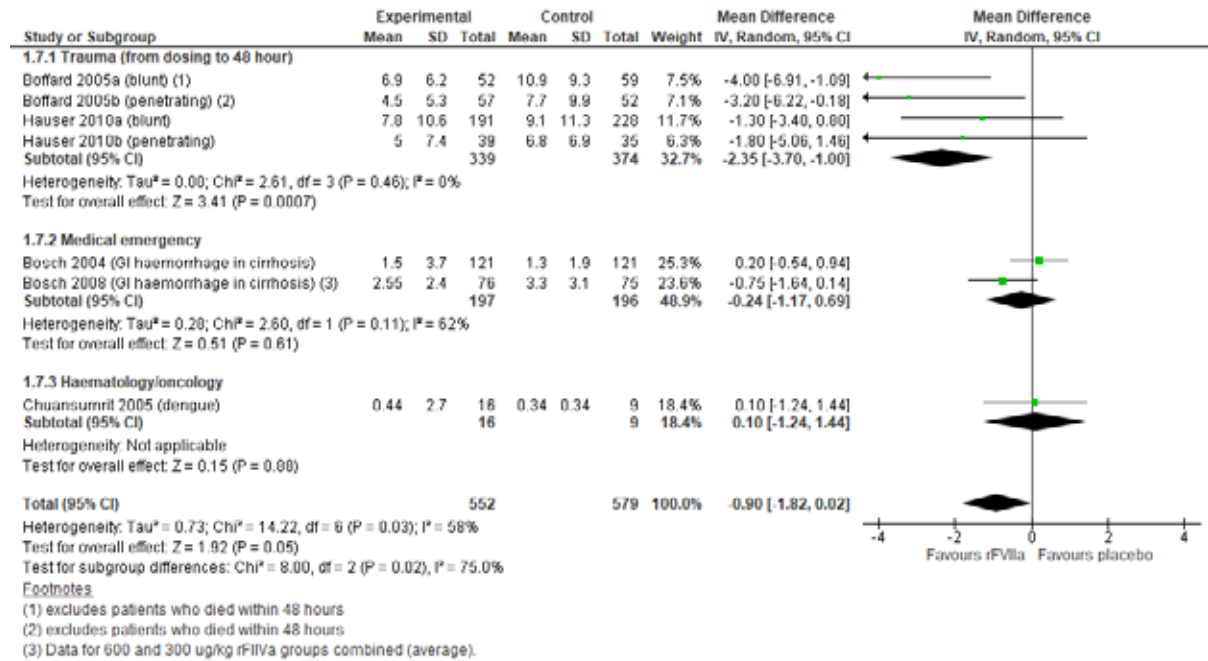 Experimental Control Mean Difference Mean Difference
Study or Subgroup Mean SD Total Mean SD Total Weight IV, Random, 95% CI IV, Random, 95% CI
1.7.1 Trauma (from dosing to 48 hour)
Boffard 2005a (blunt) (1) 6.9 6.2 52 10.9 9.3 59 7.5% -4.00 [-6.91, -1.09]
Boffard 2005b (penetrating) (2) 4.5 5.3 57 7.7 9.9 52 7.1% -3.20 [-6.22, -0.18]
Hauser 2010a (blunt) 7.8 10.6 191 9.1 11.3 228 11.7% -1.30 [-3.40, 0.80]
Hauser 2010b (penetrating) 5 7.4 39 6.8 6.9 35 6.3% -1.80 [-5.06, 1.46]
Subtotal (95% CI) 339 374 32.7% -2.35 [-3.70, -1.00]
Heterogeneity: Tau² = 0.00; Chi² = 2.61, df = 3 (P = 0.46); I² = 0%
Test for overall effect: Z = 3.41 (P = 0.0007)
1.7.2 Medical emergency
Bosch 2004 (GI haemorrhage in cirrhosis) 1.5 3.7 121 1.3 1.9 121 25.3% 0.20 [-0.54, 0.94]
Bosch 2008 (GI haemorrhage in cirrhosis) (3) 2.55 2.4 76 3.3 3.1 75 23.6% -0.75 [-1.64, 0.14]
Subtotal (95% CI) 197 196 48.9% -0.24 [-1.17, 0.69]
Heterogeneity: Tau² = 0.28; Chi² = 2.60, df = 1 (P = 0.11); I² = 62%
Test for overall effect: Z = 0.51 (P = 0.61)
1.7.3 Haematology/oncology
Chuansumrit 2005 (dengue) 0.44 2.7 16 0.34 0.34 9 18.4% 0.10 [-1.24, 1.44]
Subtotal (95% CI) 16 9 18.4% 0.10 [-1.24, 1.44]
Heterogeneity: Not applicable
Test for overall effect: Z = 0.15 (P = 0.88)
Total (95% CI) 552 579 100.0% -0.90 [-1.82, 0.02]
Heterogeneity: Tau² = 0.73; Chi² = 14.22, df = 6 (P = 0.03); I² = 58%
Test for overall effect: Z = 1.92 (P = 0.05)
Test for subgroup differences: Chi² = 8.00, df = 2 (P = 0.02), I² = 75.0%
-4 -2 0 2 4
Favours rFVIIa Favours placebo
Footnotes
(1) excludes patients who died within 48 hours
(2) excludes patients who died within 48 hours
(3) Data for 600 and 300 ug/kg rFIIVa groups combined (average).